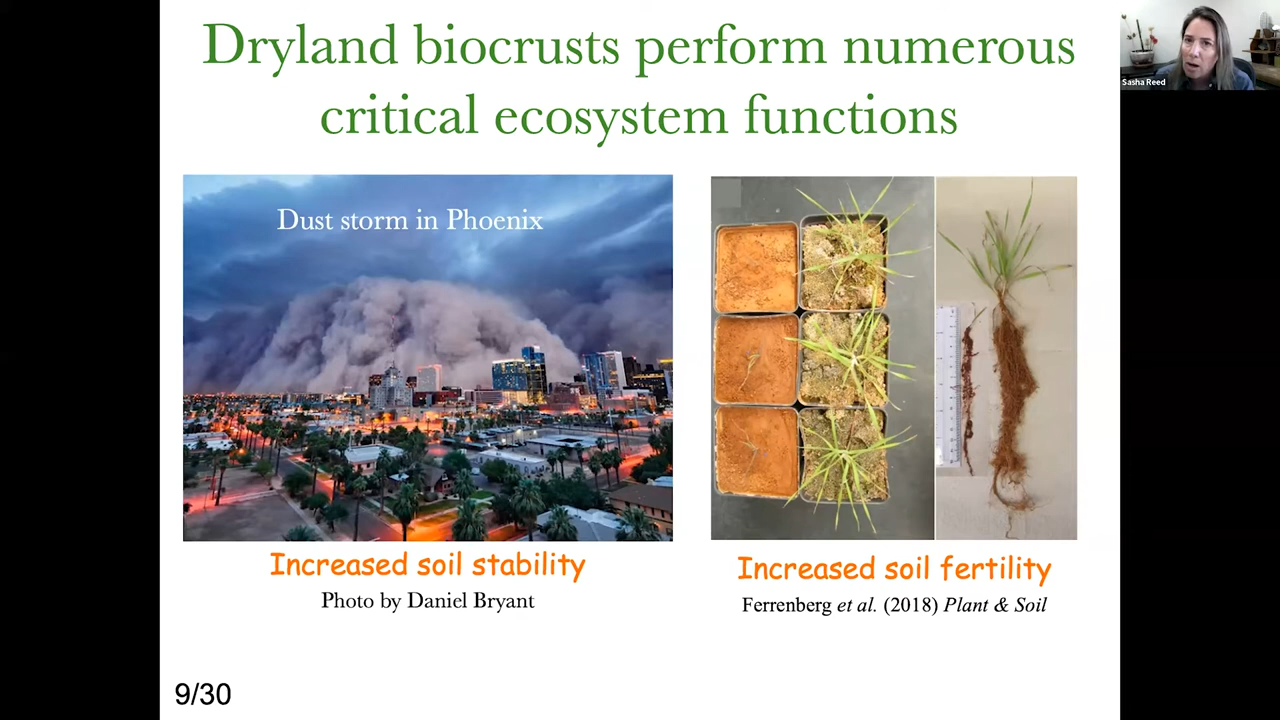 Dryland biocrusts perform numerous
critical ecosystem functions
Sasha Reed
Dust storm in Phoenix
Increased soil stability
Photo by Daniel Bryant
Increased soil fertility
Ferrenberg et al. (2018) Plant & Soil
9/30